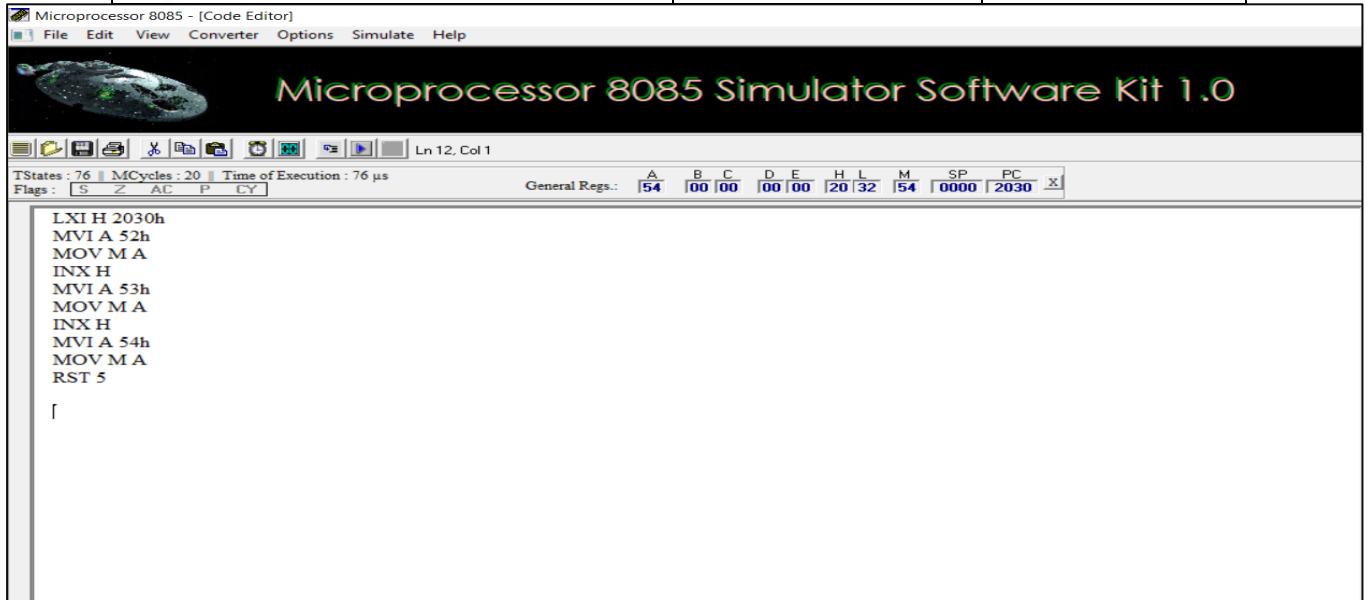 Microprocessor 8085 - [Code Editor]
File Edit View Converter Options Simulate Help
Microprocessor 8085 Simulator Software Kit 1.0
Ln 12, Col 1
TStates : 76 || MCycles : 20 || Time of Execution : 76 µs
Flags : S Z AC P CY
General Regs.:
A B C D E H L M SP PC
54 00 00 00 00 20 32 54 0000 2030 X
LXI H 2030h
MVI A 52h
MOV M A
INX H
MVI A 53h
MOV M A
INX H
MVI A 54h
MOV M A
RST 5